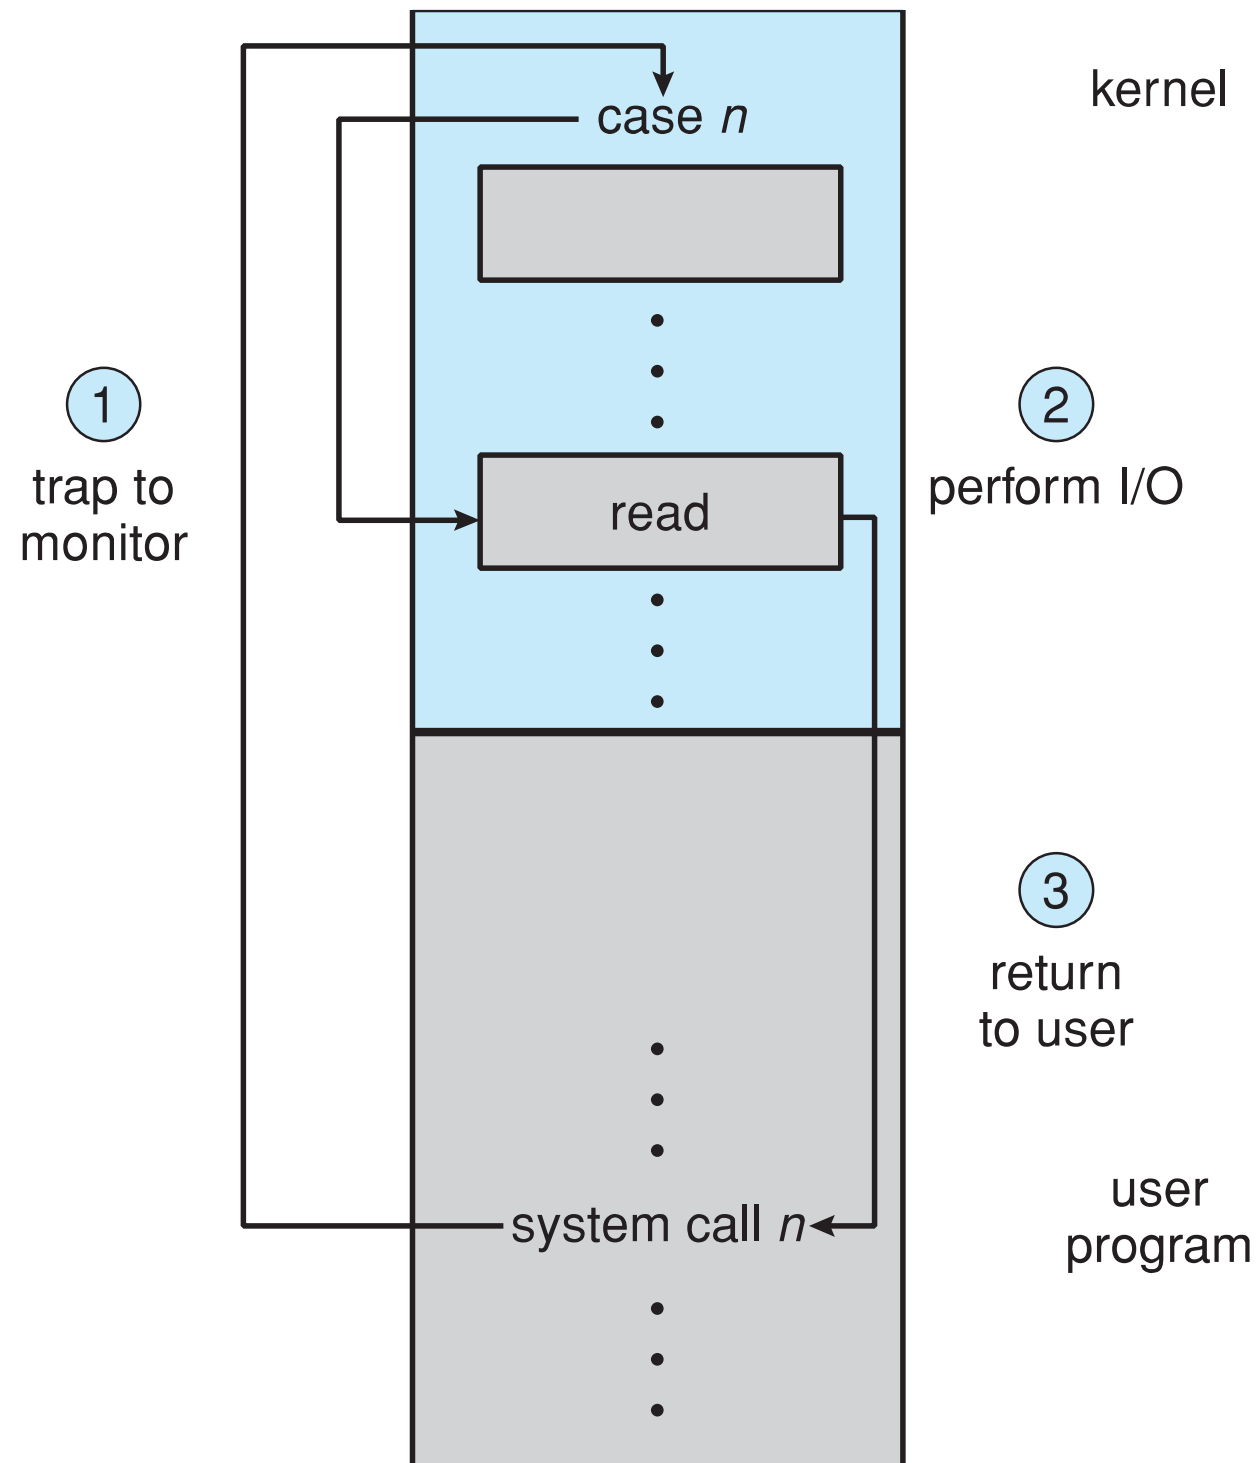 kernel
case n
1
trap to
monitor
2
perform I/O
read
3
return
to user
system call n
user
program